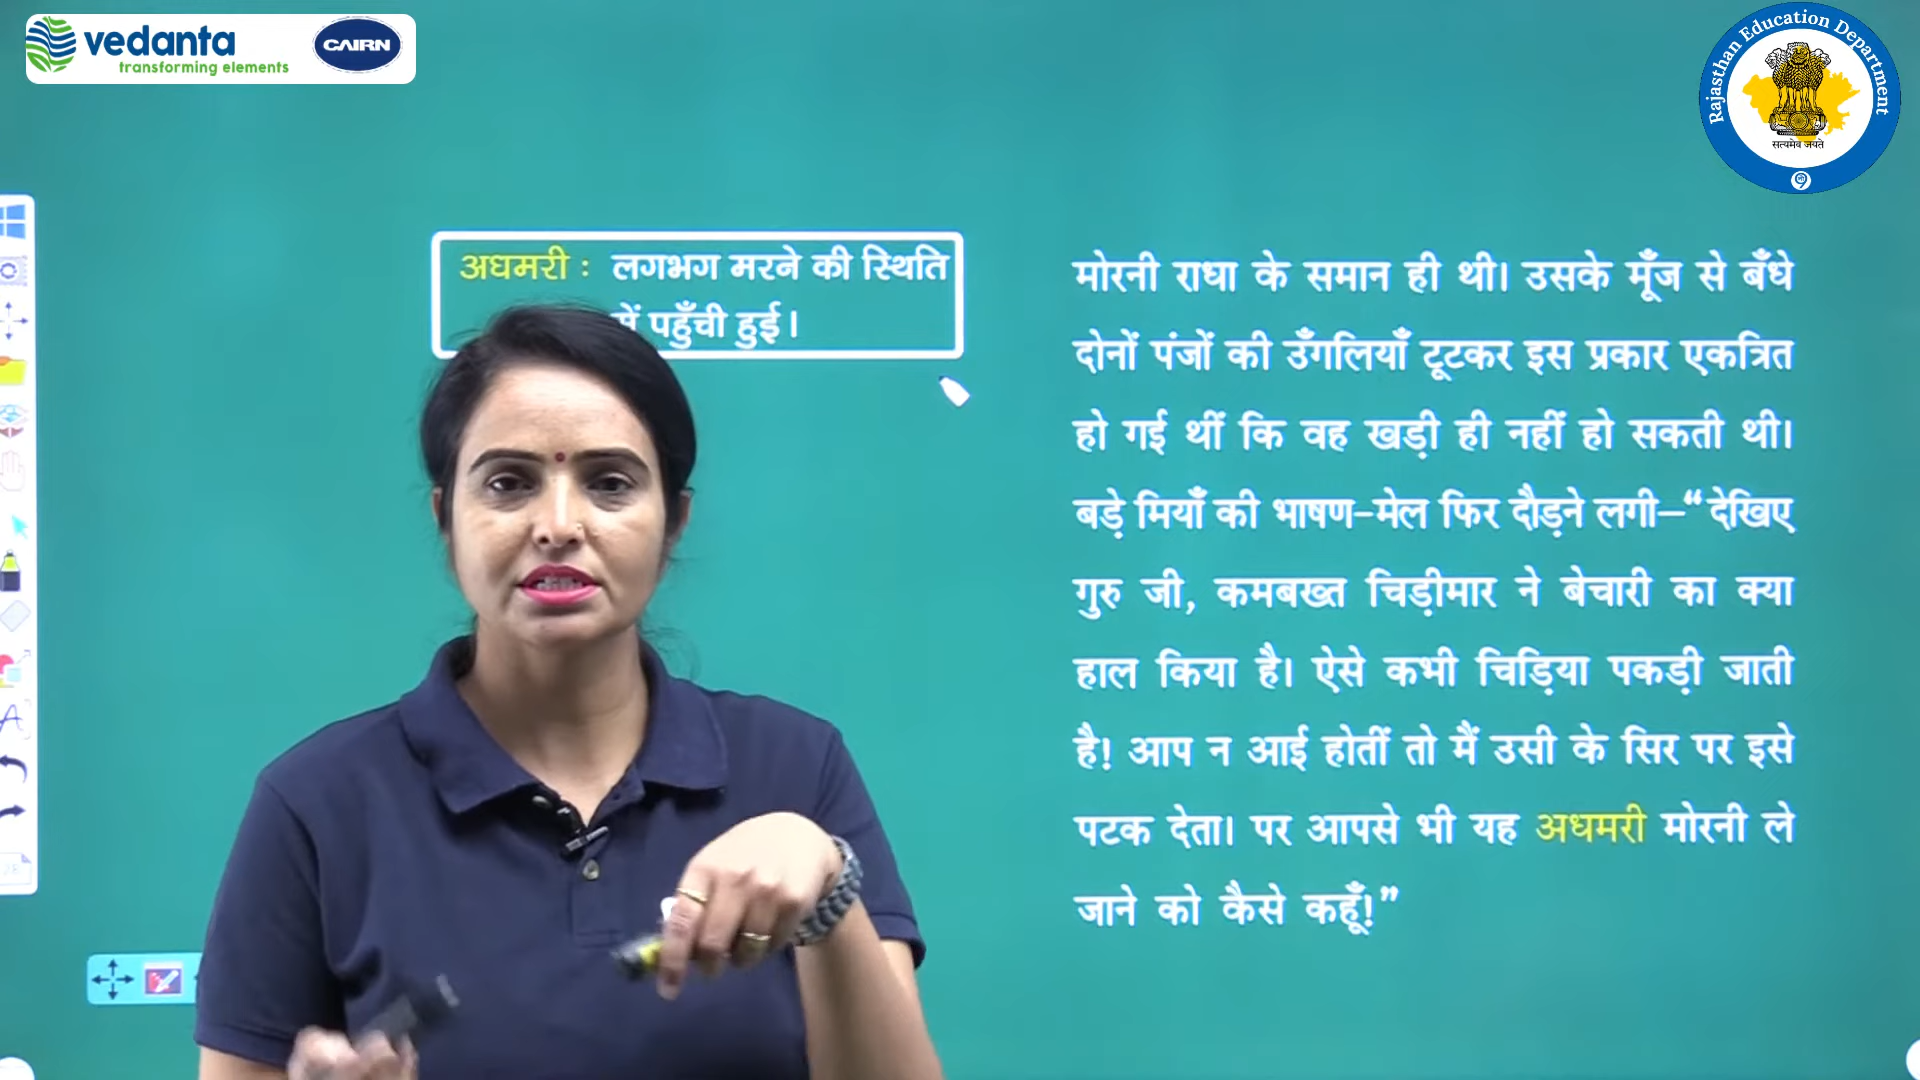 vedanta
transforming elements
CAIRN
Rajasthan Education Department
सत्यमेव जयते
अधमरी : लगभग मरने की स्थिति
में पहुँची हुई।
मोरनी राधा के समान ही थी। उसके मूँज से बँधे
दोनों पंजों की उँगलियाँ टूटकर इस प्रकार एकत्रित
हो गई थीं कि वह खड़ी ही नहीं हो सकती थी।
बड़े मियाँ की भाषण-मेल फिर दौड़ने लगी—“देखिए
गुरु जी, कमबख्त चिड़ीमार ने बेचारी का क्या
हाल किया है। ऐसे कभी चिड़िया पकड़ी जाती
है! आप न आई होतीं तो मैं उसी के सिर पर इसे
पटक देता। पर आपसे भी यह अधमरी मोरनी ले
जाने को कैसे कहूँ!”